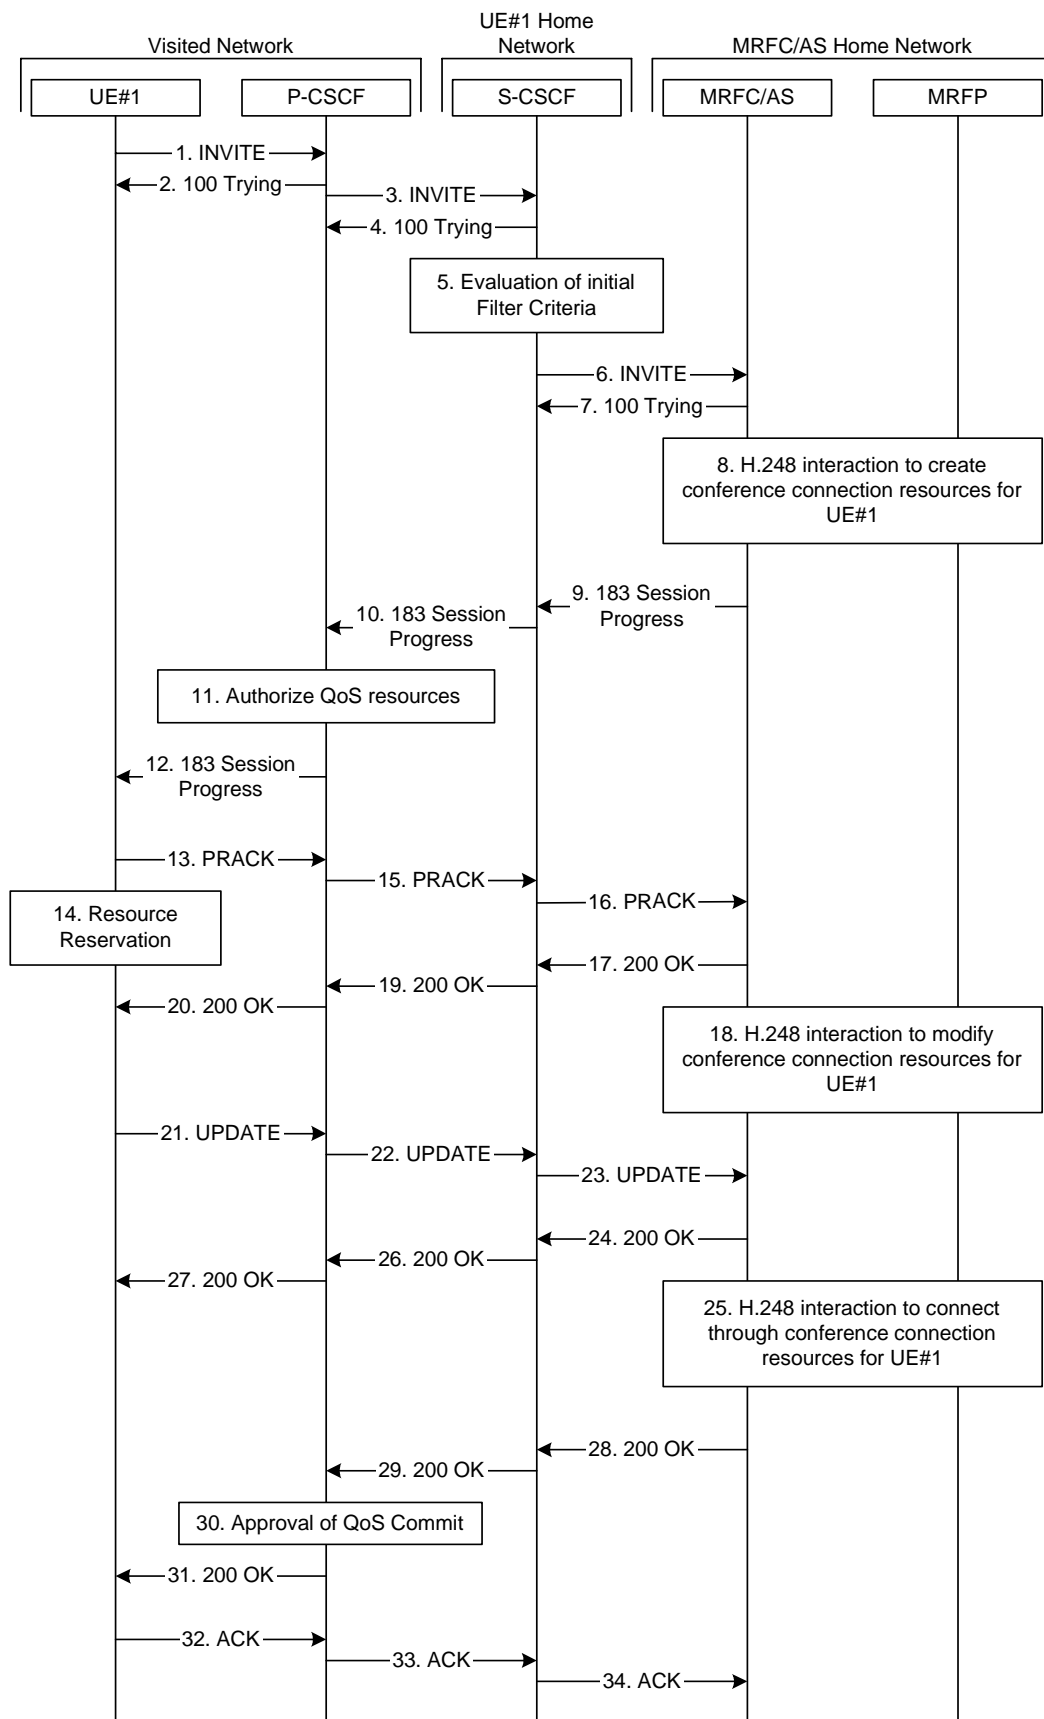 UE#1 Home
Network
Visited Network
MRFC/AS Home Network
UE#1
P-CSCF
S-CSCF
MRFC/AS
MRFP
1. INVITE
2. 100 Trying
3. INVITE
4. 100 Trying
5. Evaluation of initial
Filter Criteria
6. INVITE
7. 100 Trying
8. H.248 interaction to create
conference connection resources for
UE#1
9. 183 Session
Progress
10. 183 Session
Progress
11. Authorize QoS resources
12. 183 Session
Progress
13. PRACK
15. PRACK
16. PRACK
14. Resource
Reservation
17. 200 OK
19. 200 OK
20. 200 OK
18. H.248 interaction to modify
conference connection resources for
UE#1
21. UPDATE
22. UPDATE
23. UPDATE
24. 200 OK
26. 200 OK
27. 200 OK
25. H.248 interaction to connect
through conference connection
resources for UE#1
28. 200 OK
29. 200 OK
30. Approval of QoS Commit
31. 200 OK
32. ACK
33. ACK
34. ACK